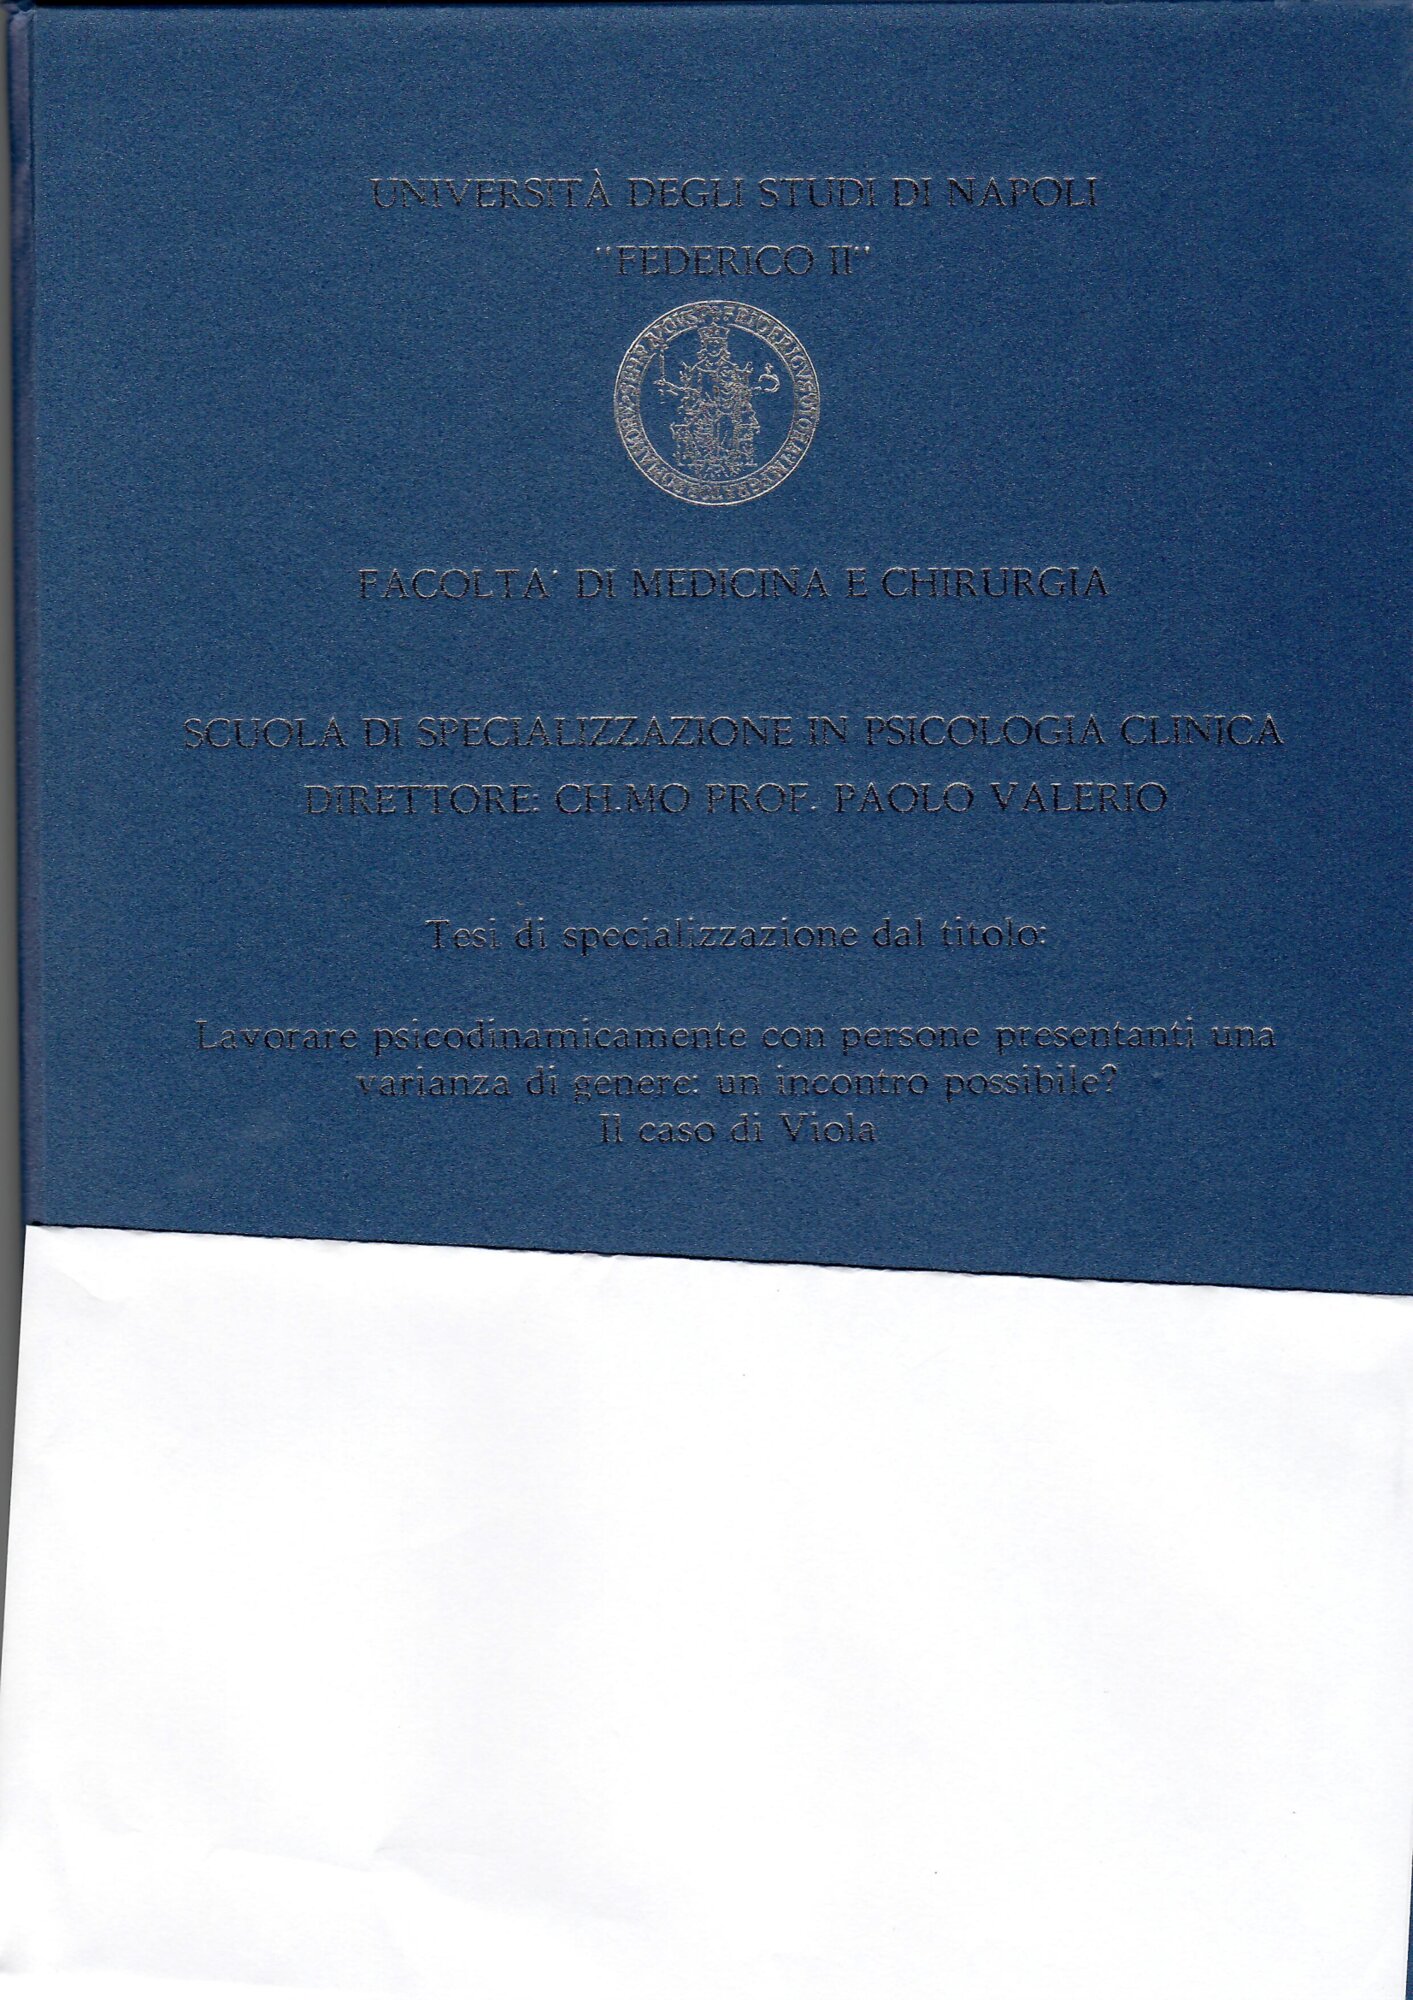 UNIVERSITÀ DEGLI STUDI DI NAPOLI
"FEDERICO II"
FACOLTA' DI MEDICINA E CHIRURGIA
SCUOLA DI SPECIALIZZAZIONE IN PSICOLOGIA CLINICA
DIRETTORE: CH.MO PROF. PAOLO VALERIO
Tesi di specializzazione dal titolo:
Lavorare psicodinamicamente con persone presentanti una
varianza di genere: un incontro possibile?
Il caso di Viola